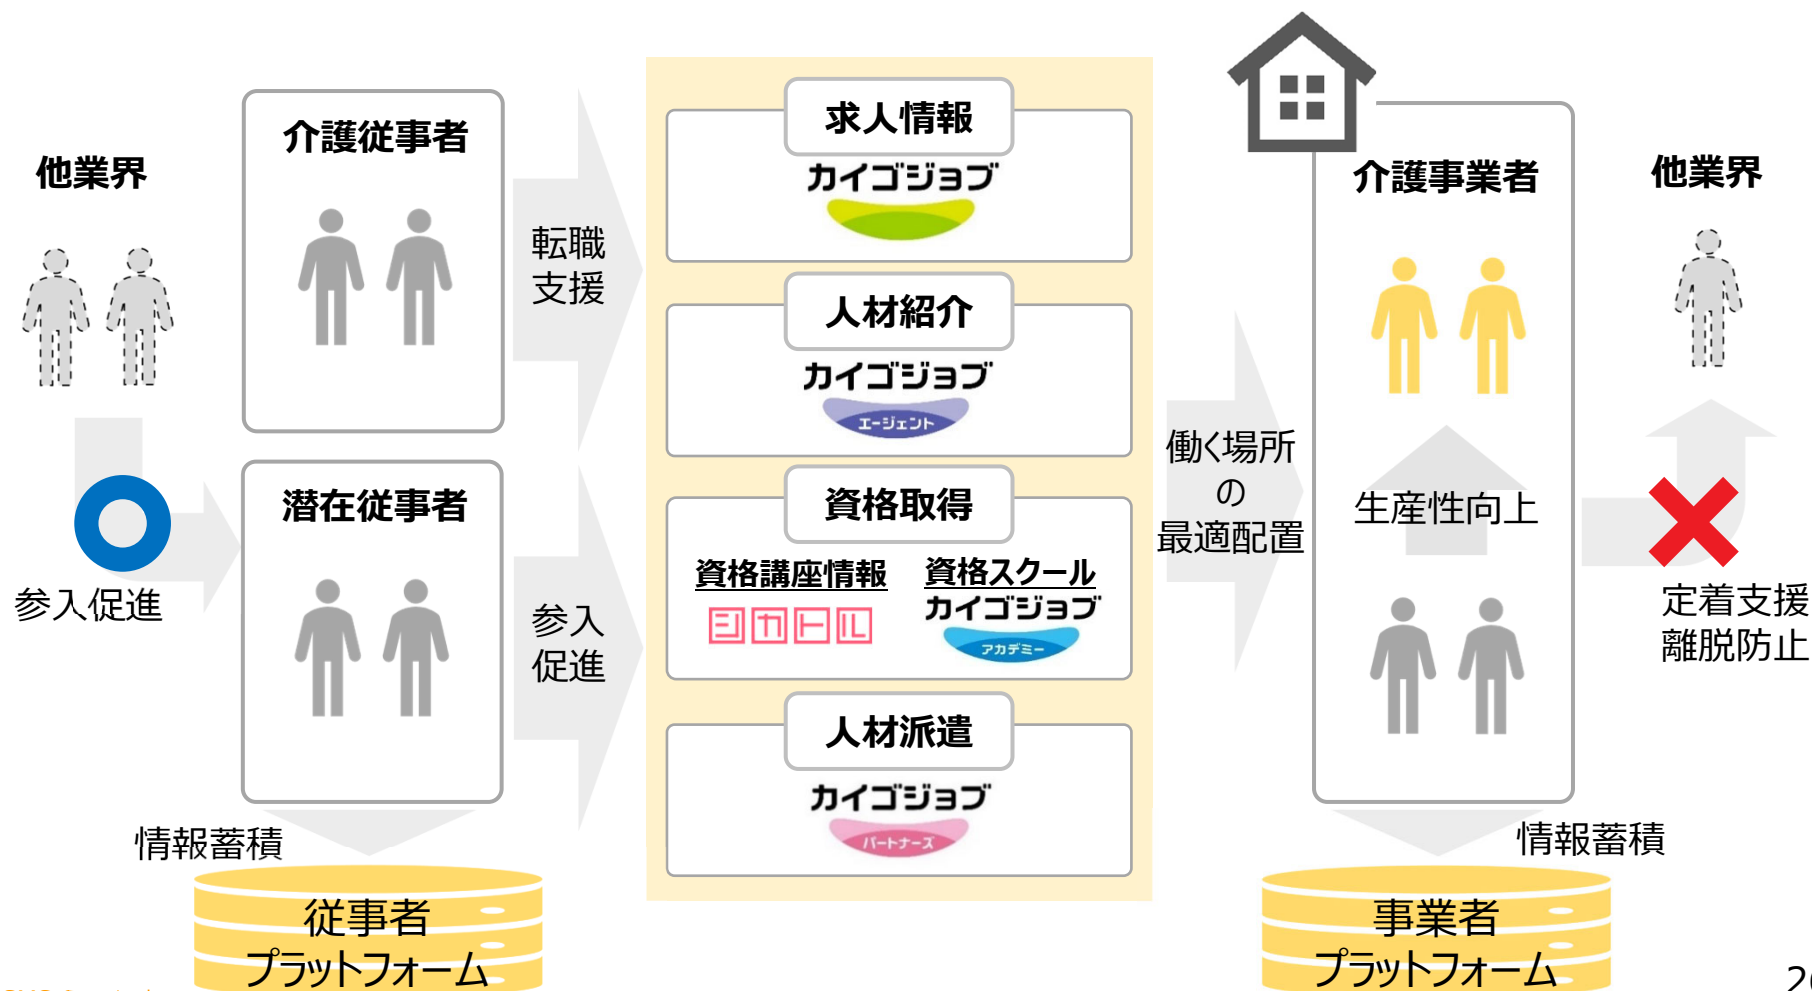 他業界
参入促進
介護従事者
潜在従事者
情報蓄積
従事者
プラットフォーム
転職
支援
参入
促進
求人情報
カイゴジョブ
人材紹介
カイゴジョブ
エージェント
資格取得
資格講座情報
シカトル
資格スクール
カイゴジョブ
アカデミー
人材派遣
カイゴジョブ
パートナーズ
働く場所
の
最適配置
介護事業者
生産性向上
情報蓄積
事業者
プラットフォーム
他業界
定着支援
離脱防止